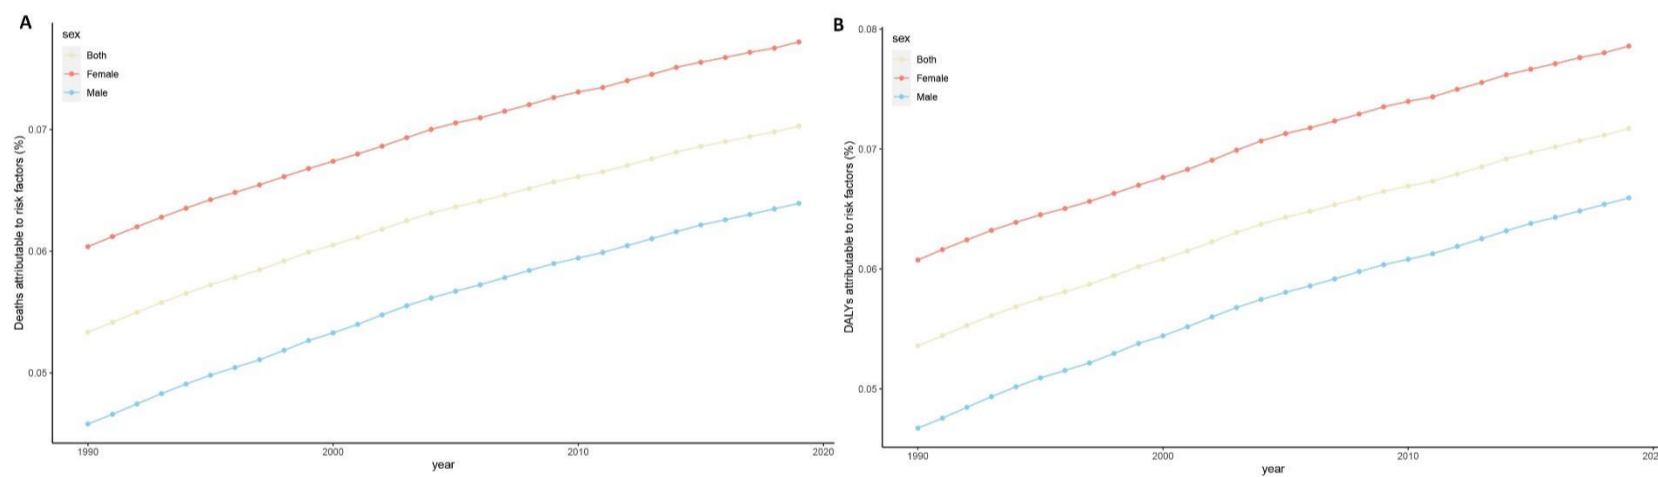 A
sex
Both
Female
Male
Deaths attributable to risk factors (%)
0.07
0.06
0.05
1990
2000
2010
2020
year
B
sex
Both
Female
Male
DALYs attributable to risk factors (%)
0.08
0.07
0.06
0.05
1990
2000
2010
202
year